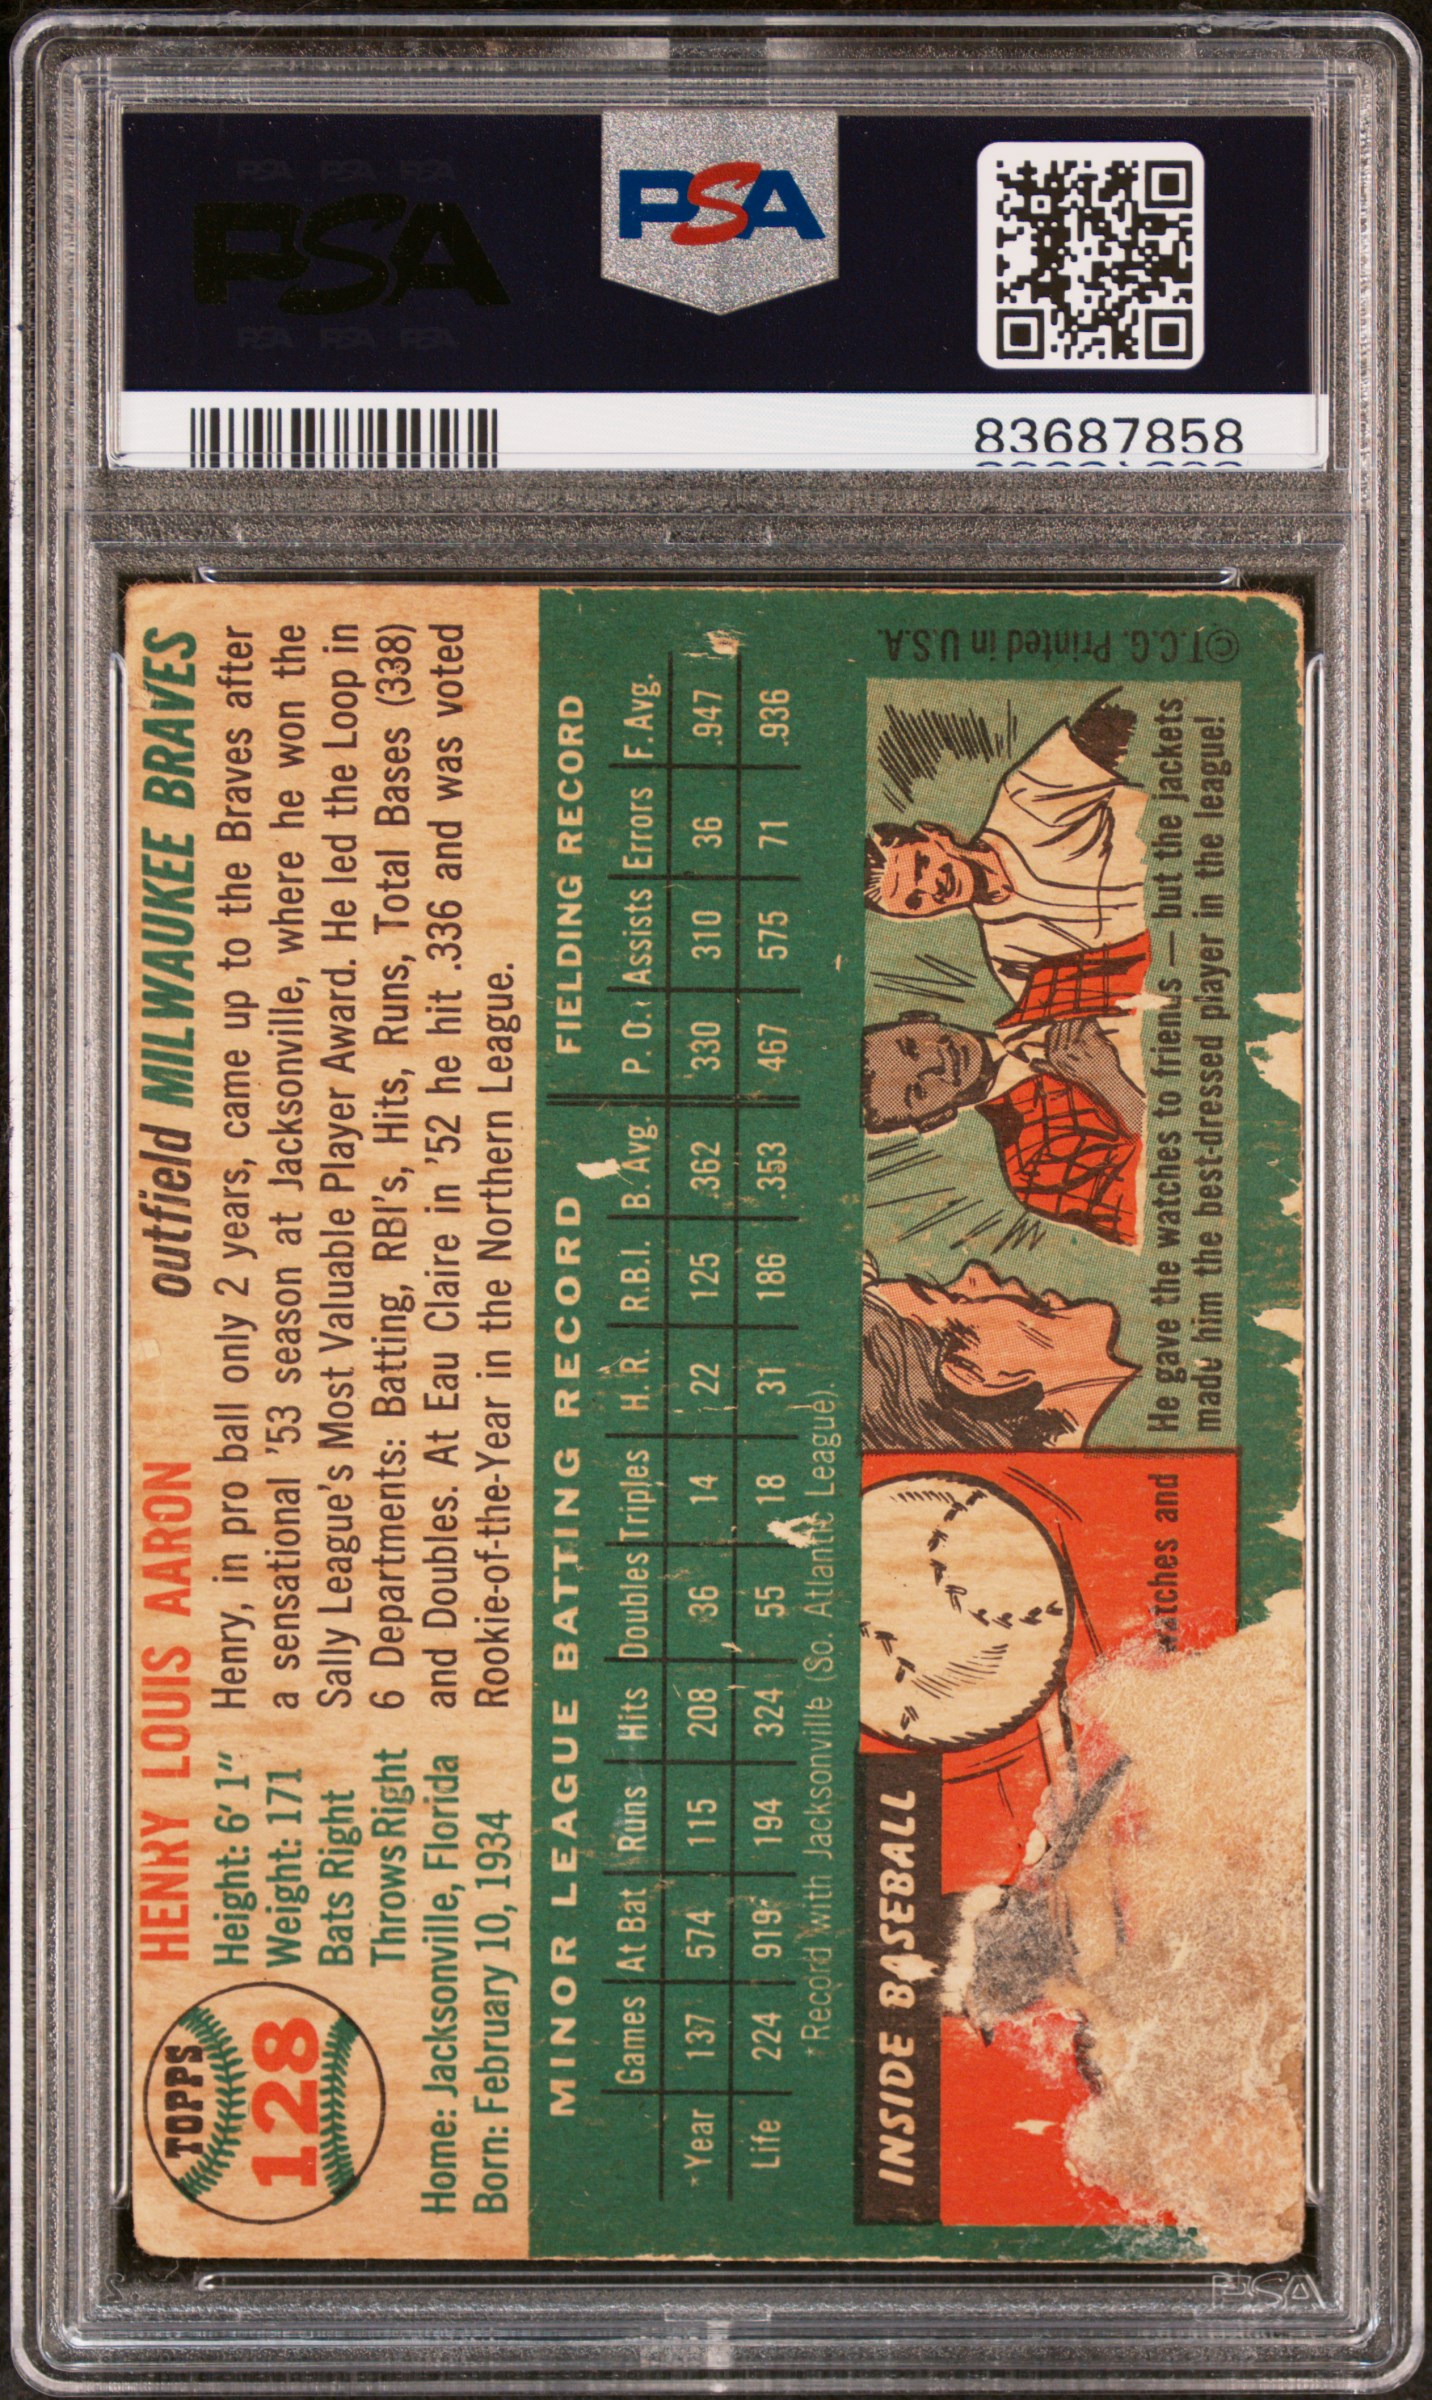 PSA PSA PSA
PSA
PSA PSA PSA
PSA
83687858
TOPPS
128
HENRY LOUIS AARON outfield MILWAUKEE BRAVES
Height: 6' 1"
Weight: 171
Bats Right
Throws Right
Home: Jacksonville, Florida
Born: February 10, 1934
Henry, in pro ball only 2 years, came up to the Braves after
a sensational '53 season at Jacksonville, where he won the
Sally League's Most Valuable Player Award. He led the Loop in
6 Departments: Batting, RBI's, Hits, Runs, Total Bases (338)
and Doubles. At Eau Claire in '52 he hit .336 and was voted
Rookie-of-the-Year in the Northern League.
MINOR LEAGUE BATTING RECORD FIELDING RECORD
Games At Bat Runs Hits Doubles Triples H. R. R.B.I. B. Avg. P. O. Assists Errors F. Avg.
*Year 137 574 115 208 36 14 22 125 .362 330 310 36 .947
Life 224 919 194 324 55 18 31 186 .353 467 575 71 .936
*Record with Jacksonville (So. Atlantic League).
INSIDE BASEBALL
watches and
He gave the watches to friends — but the jackets
made him the best-dressed player in the league!
©T.C.G. Printed in U.S.A.
PSA